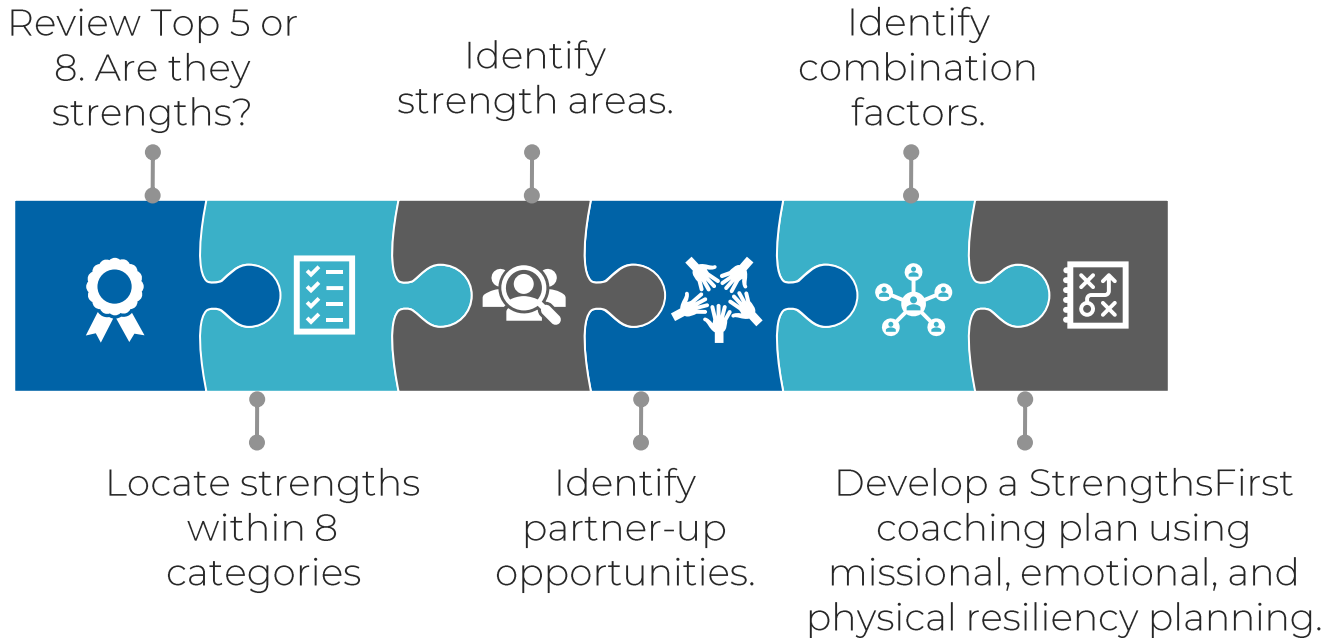 Review Top 5 or
8. Are they
strengths?
Locate strengths
within 8
categories
Identify
strength areas.
Identify
partner-up
opportunities.
Identify
combination
factors.
Develop a StrengthsFirst
coaching plan using
missional, emotional, and
physical resiliency planning.